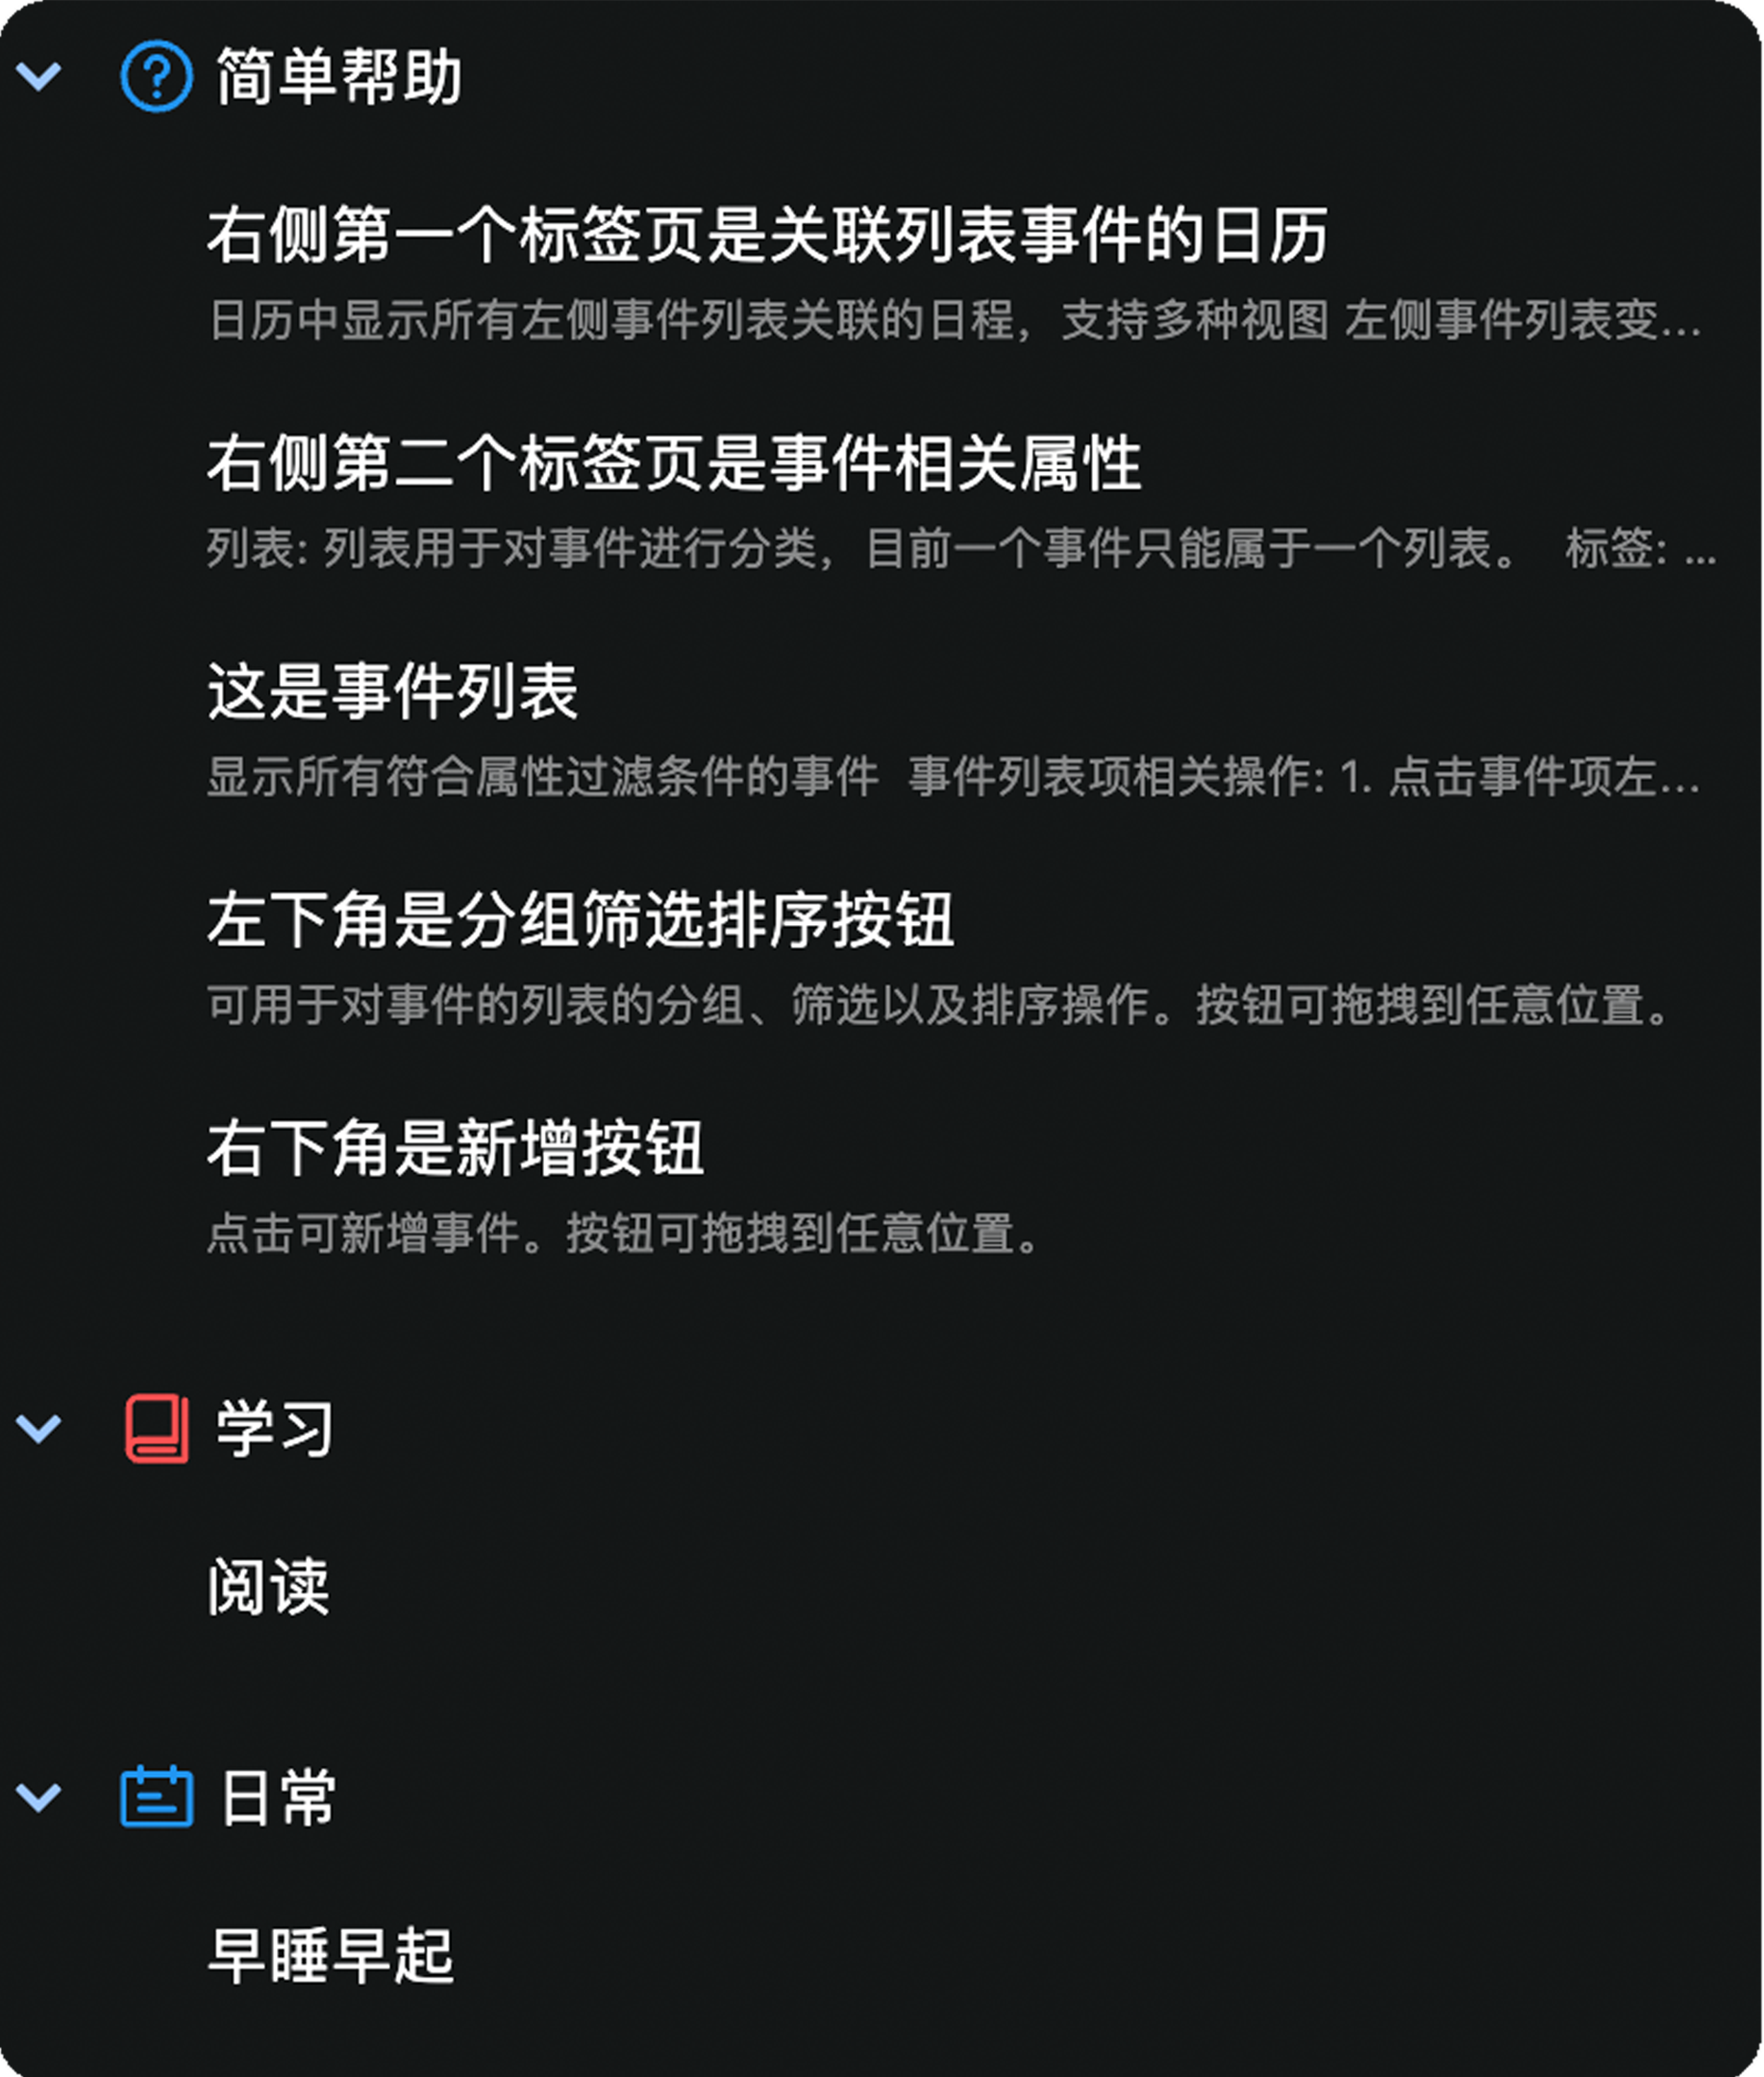 简单帮助
右侧第一个标签页是关联列表事件的日历
日历中显示所有左侧事件列表关联的日程，支持多种视图 左侧事件列表变...
右侧第二个标签页是事件相关属性
列表: 列表用于对事件进行分类，目前一个事件只能属于一个列表。 标签: ...
这是事件列表
显示所有符合属性过滤条件的事件 事件列表项相关操作: 1. 点击事件项左...
左下角是分组筛选排序按钮
可用于对事件的列表的分组、筛选以及排序操作。按钮可拖拽到任意位置。
右下角是新增按钮
点击可新增事件。按钮可拖拽到任意位置。
学习
阅读
日常
早睡早起